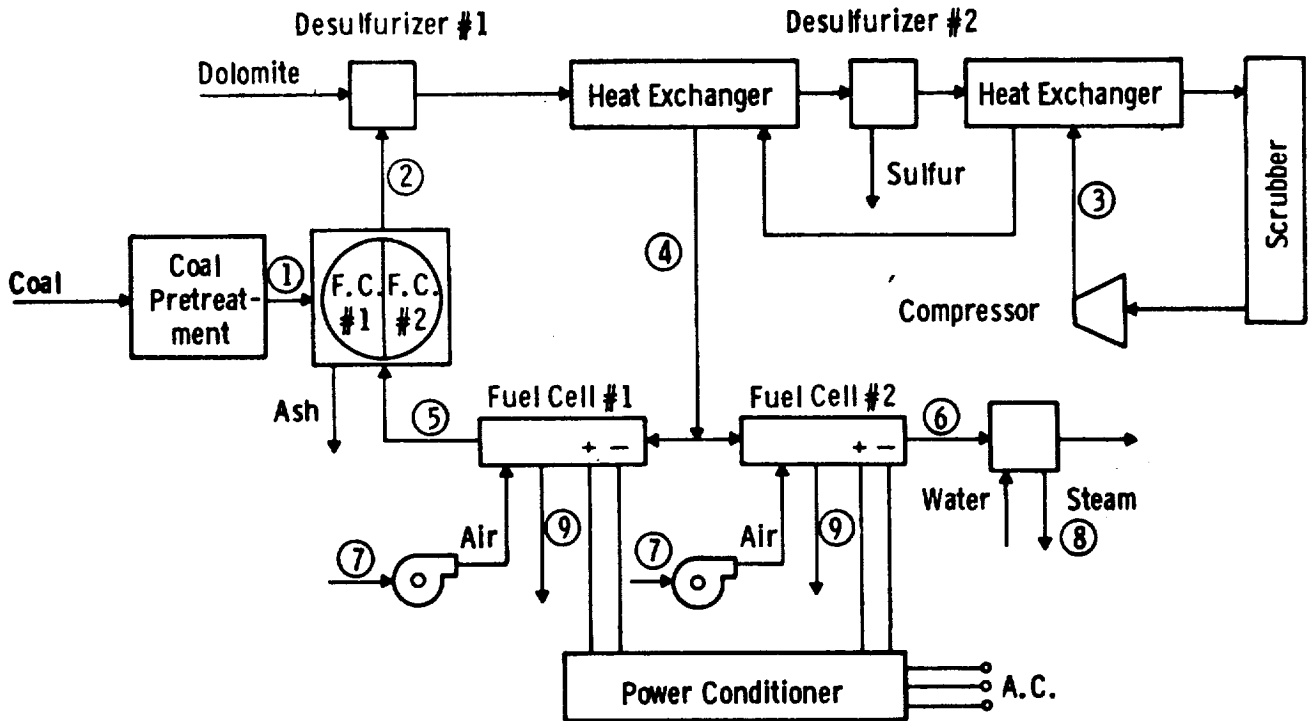 Desulfurizer #1
Desulfurizer #2
Dolomite
Heat Exchanger
Heat Exchanger
Scrubber
②
Sulfur
③
④
Coal
Coal
Pretreat-
ment
①
F. C.
#1
F. C.
#2
Compressor
Ash
⑤
Fuel Cell #1
+ −
Fuel Cell #2
+ −
⑥
Water
Steam
⑧
⑦
Air
⑨
⑦
Air
⑨
Power Conditioner
A.C.